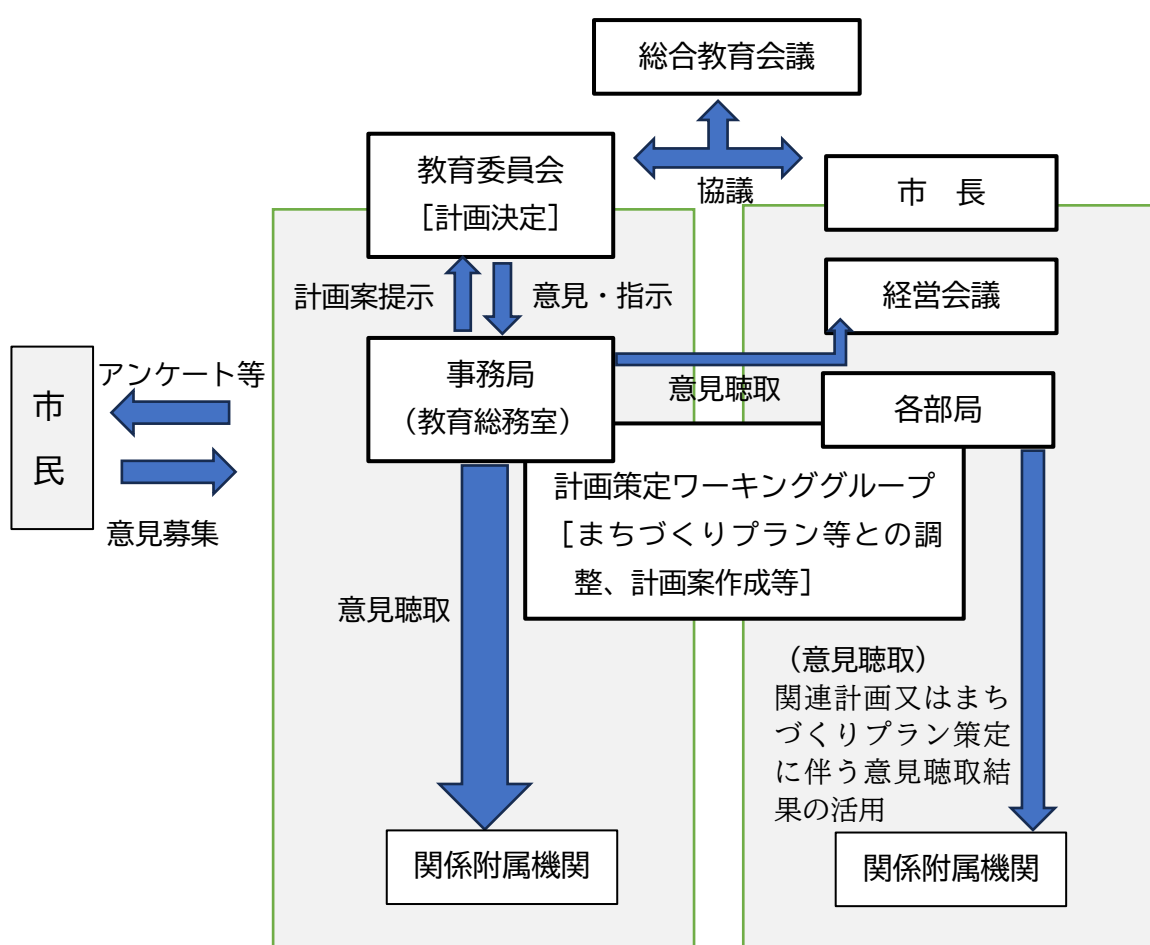 総合教育会議
教育委員会
［計画決定］
協議
市　長
計画案提示
意見・指示
経営会議
市
民
アンケート等
意見募集
事務局
（教育総務室）
意見聴取
各部局
計画策定ワーキンググループ
［まちづくりプラン等との調
整、計画案作成等］
意見聴取
（意見聴取）
関連計画又はまち
づくりプラン策定
に伴う意見聴取結
果の活用
関係附属機関
関係附属機関